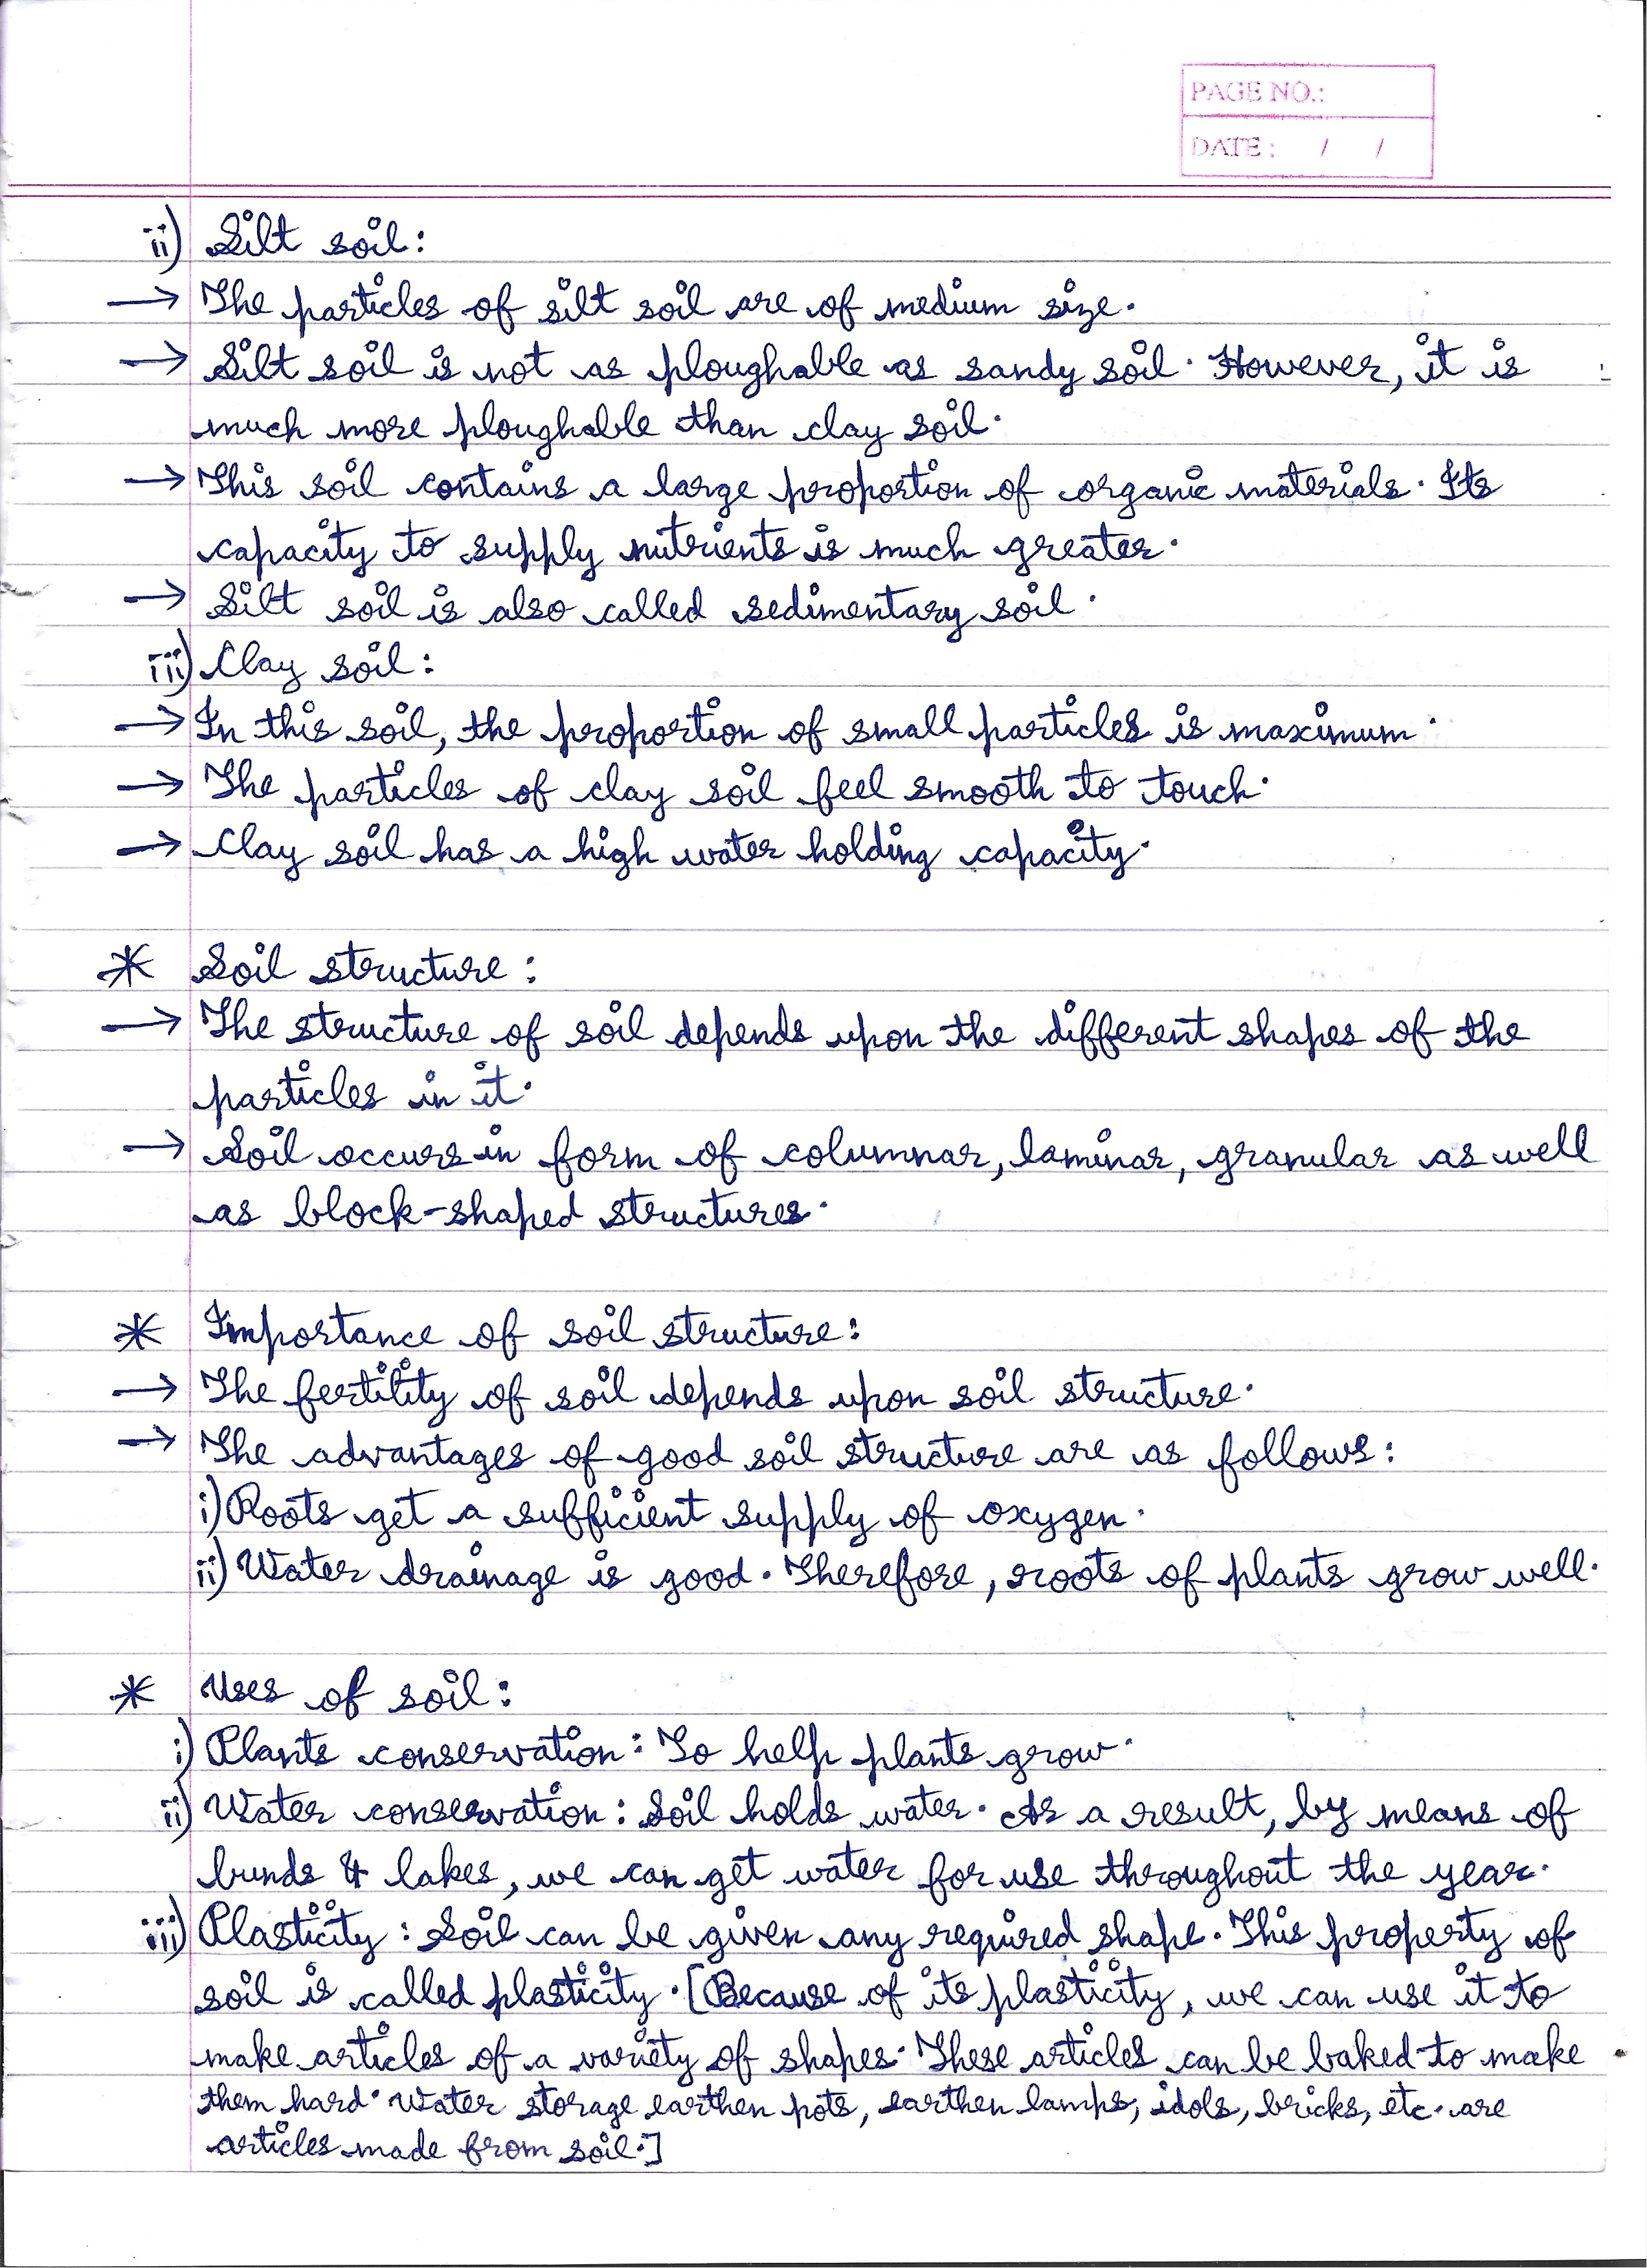 PAGE NO.:
DATE : / /
ii) Silt soil:
→ The particles of silt soil are of medium size.
→ Silt soil is not as ploughable as sandy soil. However, it is
much more ploughable than clay soil.
→ This soil contains a large proportion of organic materials. Its
capacity to supply nutrients is much greater.
→ Silt soil is also called sedimentary soil.
iii) Clay soil:
→ In this soil, the proportion of small particles is maximum.
→ The particles of clay soil feel smooth to touch.
→ Clay soil has a high water holding capacity.
* Soil structure:
→ The structure of soil depends upon the different shapes of the
particles in it.
→ Soil occurs in form of columnar, laminar, granular as well
as block-shaped structures.
* Importance of soil structure:
→ The fertility of soil depends upon soil structure.
→ The advantages of good soil structure are as follows:
i) Roots get a sufficient supply of oxygen.
ii) Water drainage is good. Therefore, roots of plants grow well.
* Uses of soil:
i) Plants conservation: To help plants grow.
ii) Water conservation: Soil holds water. As a result, by means of
bunds & lakes, we can get water for use throughout the year.
iii) Plasticity: Soil can be given any required shape. This property of
soil is called plasticity. [Because of its plasticity, we can use it to
make articles of a variety of shapes. These articles can be baked to make
them hard. Water storage earthen pots, earthen lamps, idols, bricks, etc. are
articles made from soil.]